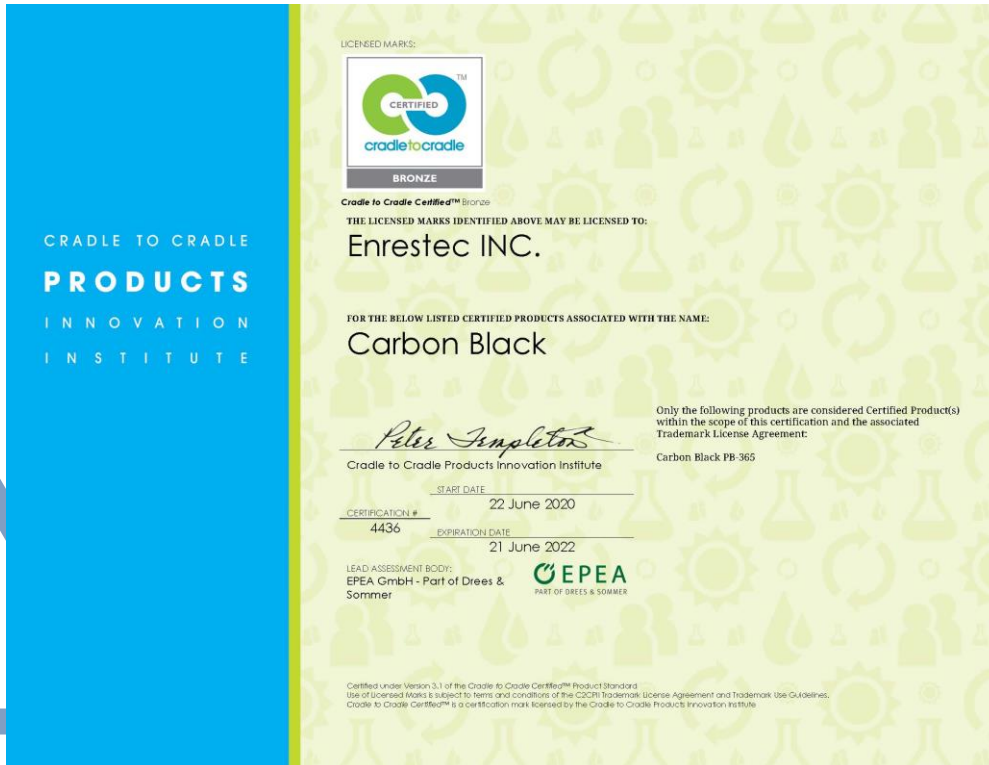 CRADLE TO CRADLE
PRODUCTS
INNOVATION
INSTITUTE
LICENSED MARKS:
TM
CERTIFIED
cradletocradle
BRONZE
Cradle to Cradle Certified™ Bronze
THE LICENSED MARKS IDENTIFIED ABOVE MAY BE LICENSED TO:
Enrestec INC.
FOR THE BELOW LISTED CERTIFIED PRODUCTS ASSOCIATED WITH THE NAME:
Carbon Black
Peter Templeton
Cradle to Cradle Products Innovation Institute
START DATE
22 June 2020
CERTIFICATION #
4436
EXPIRATION DATE
21 June 2022
LEAD ASSESSMENT BODY:
EPEA GmbH - Part of Drees &
Sommer
EPEA
PART OF DREES & SOMMER
Only the following products are considered Certified Product(s)
within the scope of this certification and the associated
Trademark License Agreement:
Carbon Black PB-365
Certified under Version 3.1 of the Cradle to Cradle Certified™ Product Standard
Use of Licensed Marks is subject to terms and conditions of the C2CPII Trademark License Agreement and Trademark Use Guidelines.
Cradle to Cradle Certified™ is a certification mark licensed by the Cradle to Cradle Products Innovation Institute